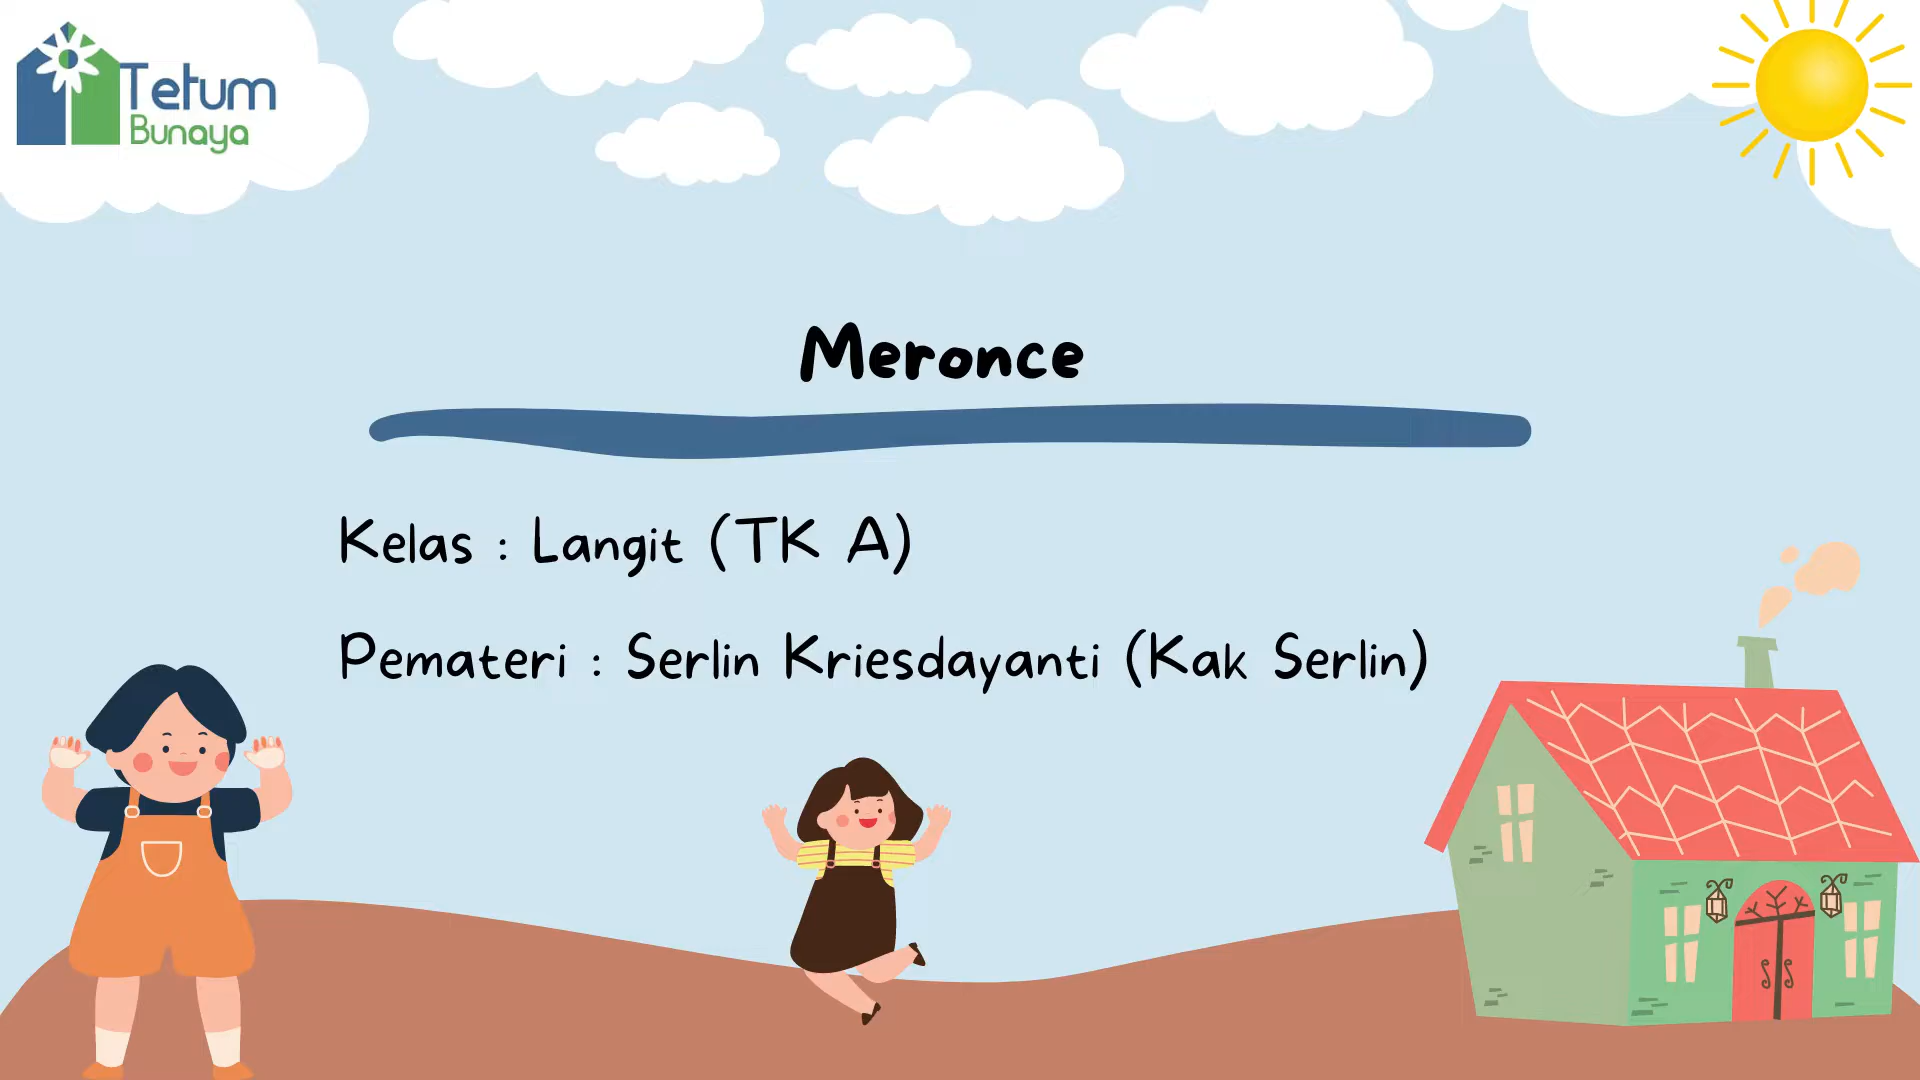 Tetum
Bunaya
Meronce
Kelas : Langit (TK A)
Pemateri : Serlin Kriesdayanti (Kak Serlin)